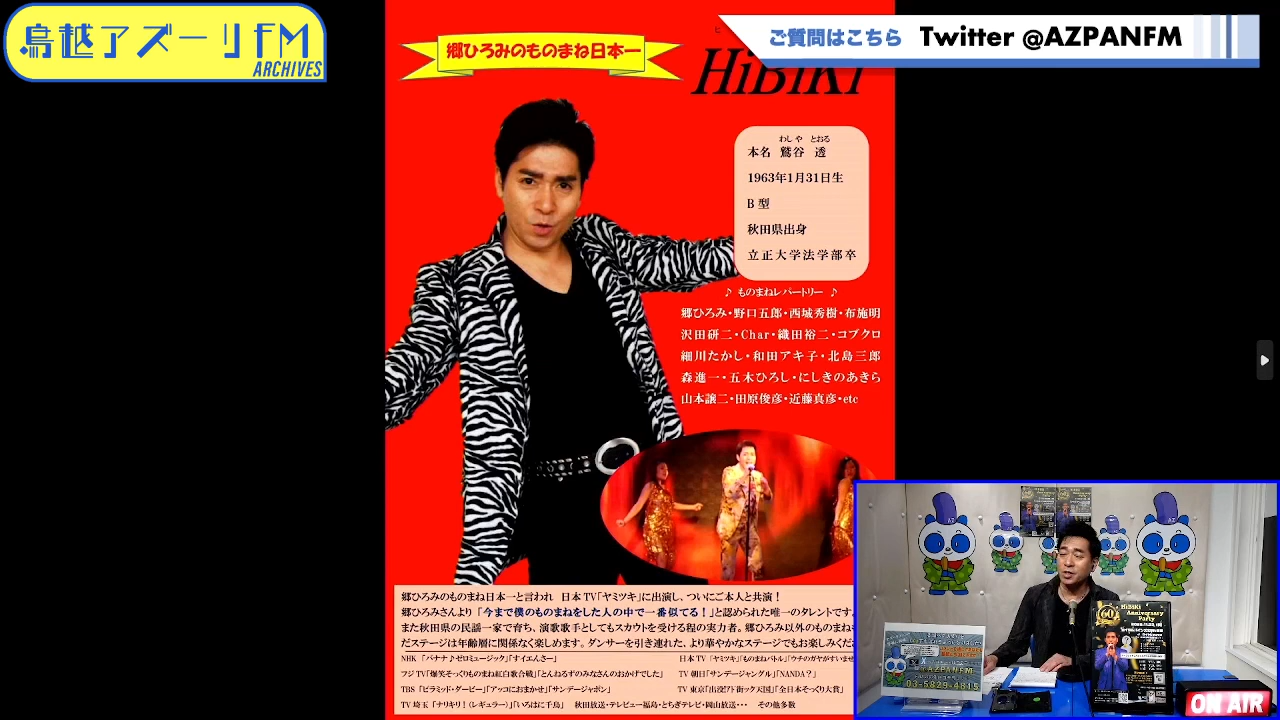 鳥越アズーリFM
ARCHIVES
ご質問はこちら Twitter @AZPANFM
郷ひろみのものまね日本一
HiBiKi
わしや とおる
本名 鷲谷 透
1963年1月31日生
B 型
秋田県出身
立正大学法学部卒
♪ ものまねレパートリー ♪
郷ひろみ・野口五郎・西城秀樹・布施明
沢田研二・Char・織田裕二・コブクロ
細川たかし・和田アキ子・北島三郎
森進一・五木ひろし・にしきのあきら
山本譲二・田原俊彦・近藤真彦・etc
郷ひろみのものまね日本一と言われ 日本TV「ヤミツキ」に出演し、ついにご本人と共演！
郷ひろみさんより「今まで僕のものまねをした人の中で一番似てる！」と認められた唯一のタレントです。
また秋田県の民謡一家で育ち、演歌歌手としてもスカウトを受ける程の実力者。郷ひろみ以外のものまねを
だステージは年齢層に関係なく楽しめます。ダンサーを引き連れた、より華やかなステージでもお楽しみくだ
NHK 「バナナ♪ゼロミュージック」「すイエんサー」 日本TV 「ヤミツキ」「ものまねバトル」「ウチのガヤがすいませ
フジTV「爆笑そっくりものまね紅白歌合戦」「とんねるずのみなさんのおかげでした」 TV 朝日「サンデージャングル」「NANDA？」
TBS 「ピラミッド・ダービー」「アッコにおまかせ」「サンデージャポン」 TV 東京「出没!?アド街ック天国」「全日本そっくり大賞」
TV 埼玉 「ナリキリ！（レギュラー）」「いろはに千鳥」 秋田放送・テレビュー福島・とちぎテレビ・岡山放送・・・ その他多数
AZPANFM
03-5829-4815
60
HiBiKi
Anniversary
Party
ON AIR